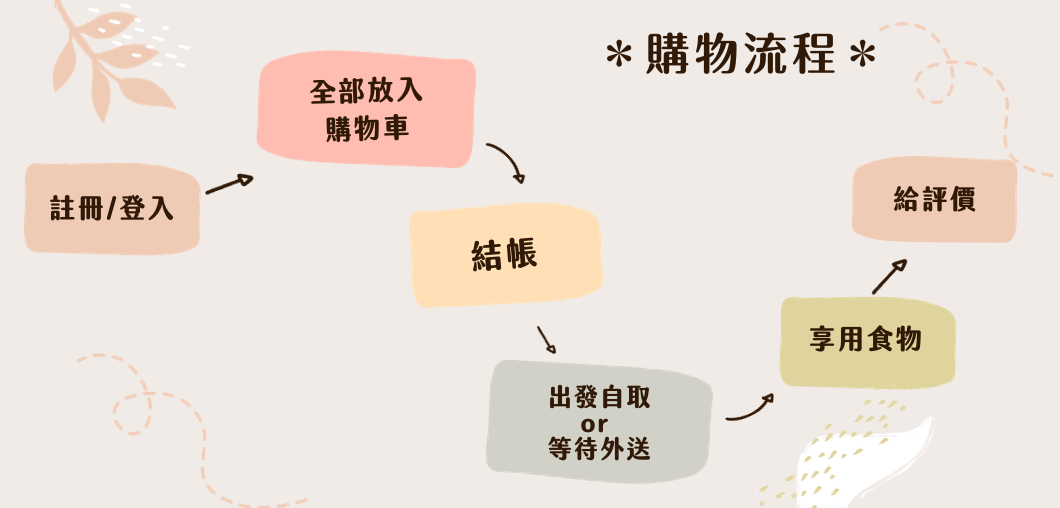 ＊購物流程＊
註冊/登入
全部放入
購物車
結帳
出發自取
or
等待外送
享用食物
給評價